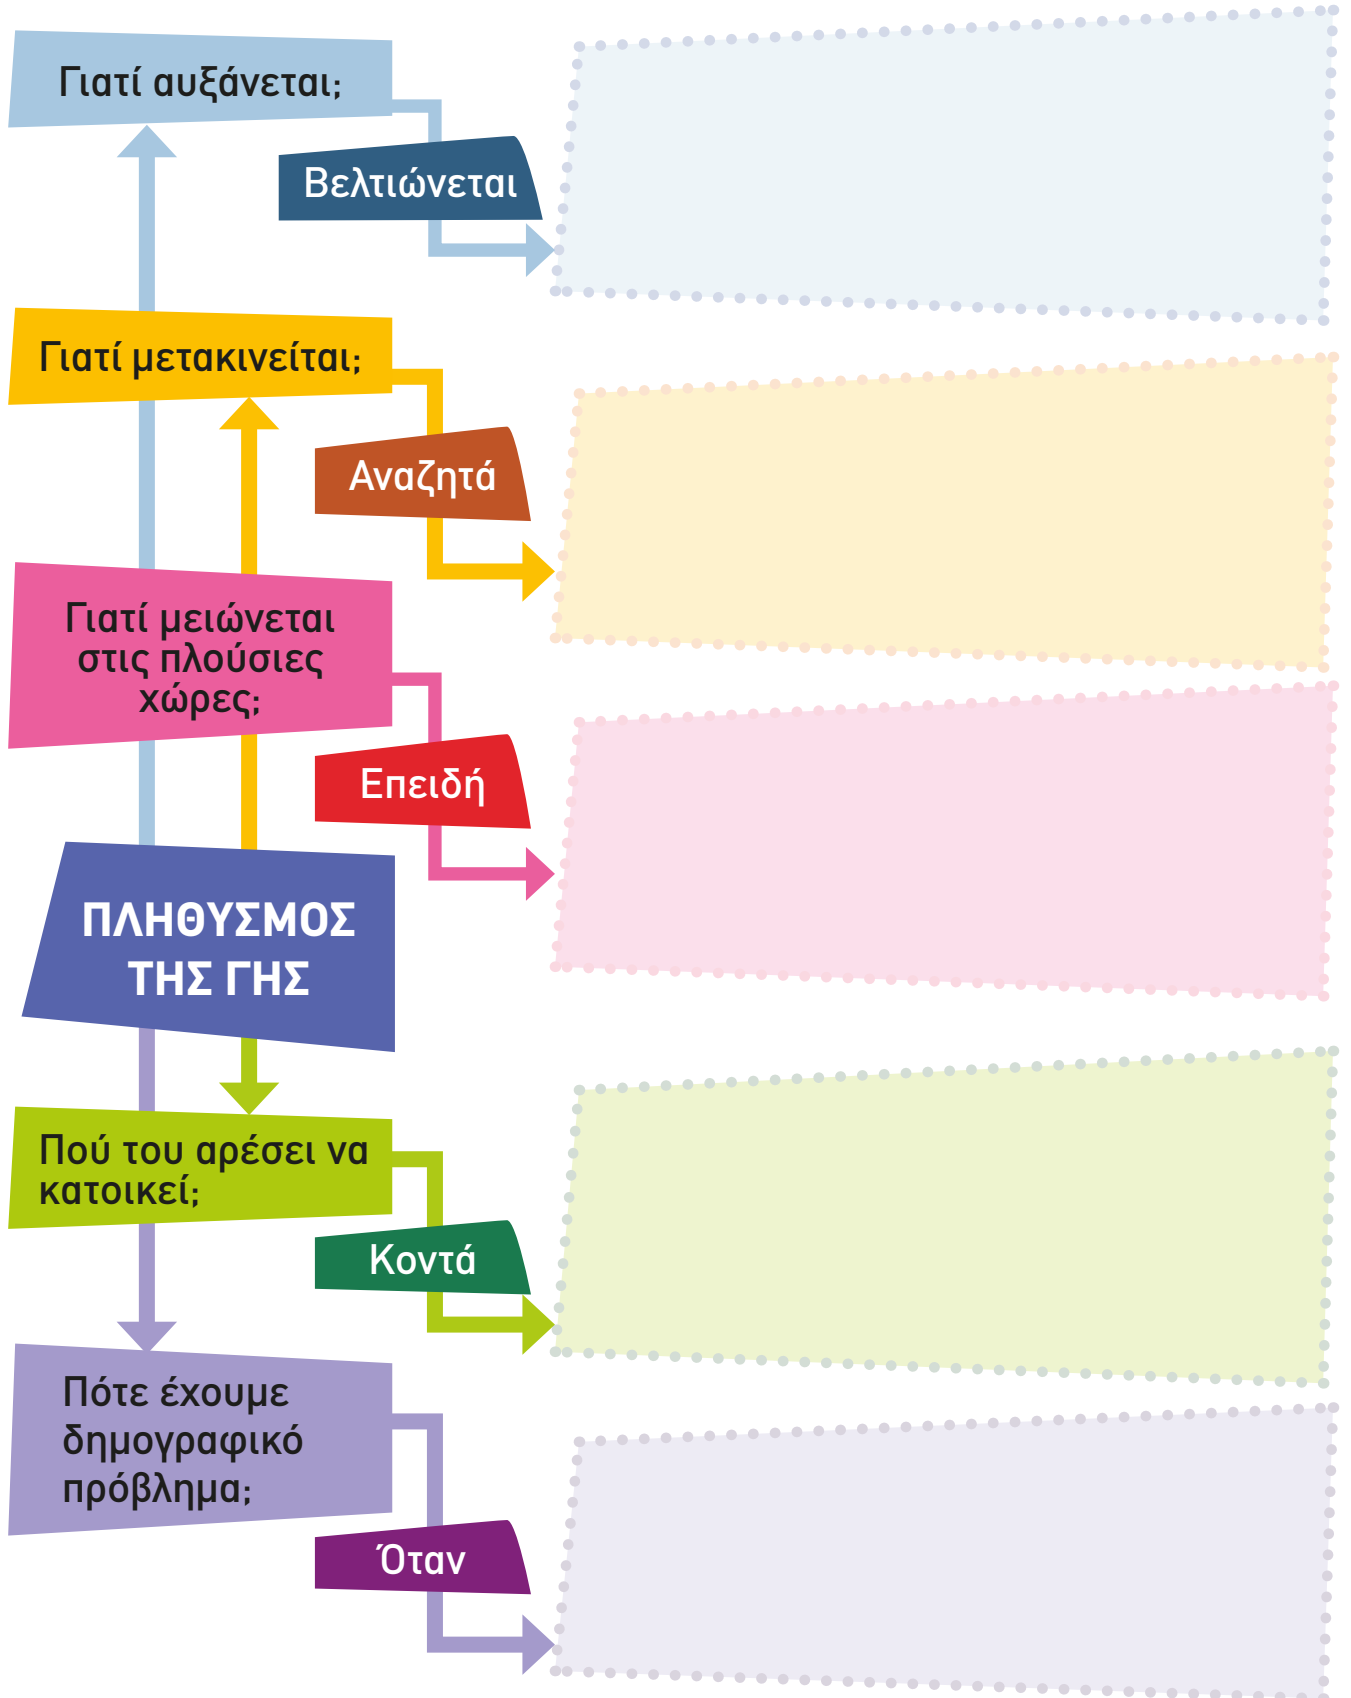 Γιατί αυξάνεται;
Βελτιώνεται
Γιατί μετακινείται;
Αναζητά
Γιατί μειώνεται
στις πλούσιες
χώρες;
Επειδή
ΠΛΗΘΥΣΜΟΣ
ΤΗΣ ΓΗΣ
Πού του αρέσει να
κατοικεί;
Κοντά
Πότε έχουμε
δημογραφικό
πρόβλημα;
Όταν